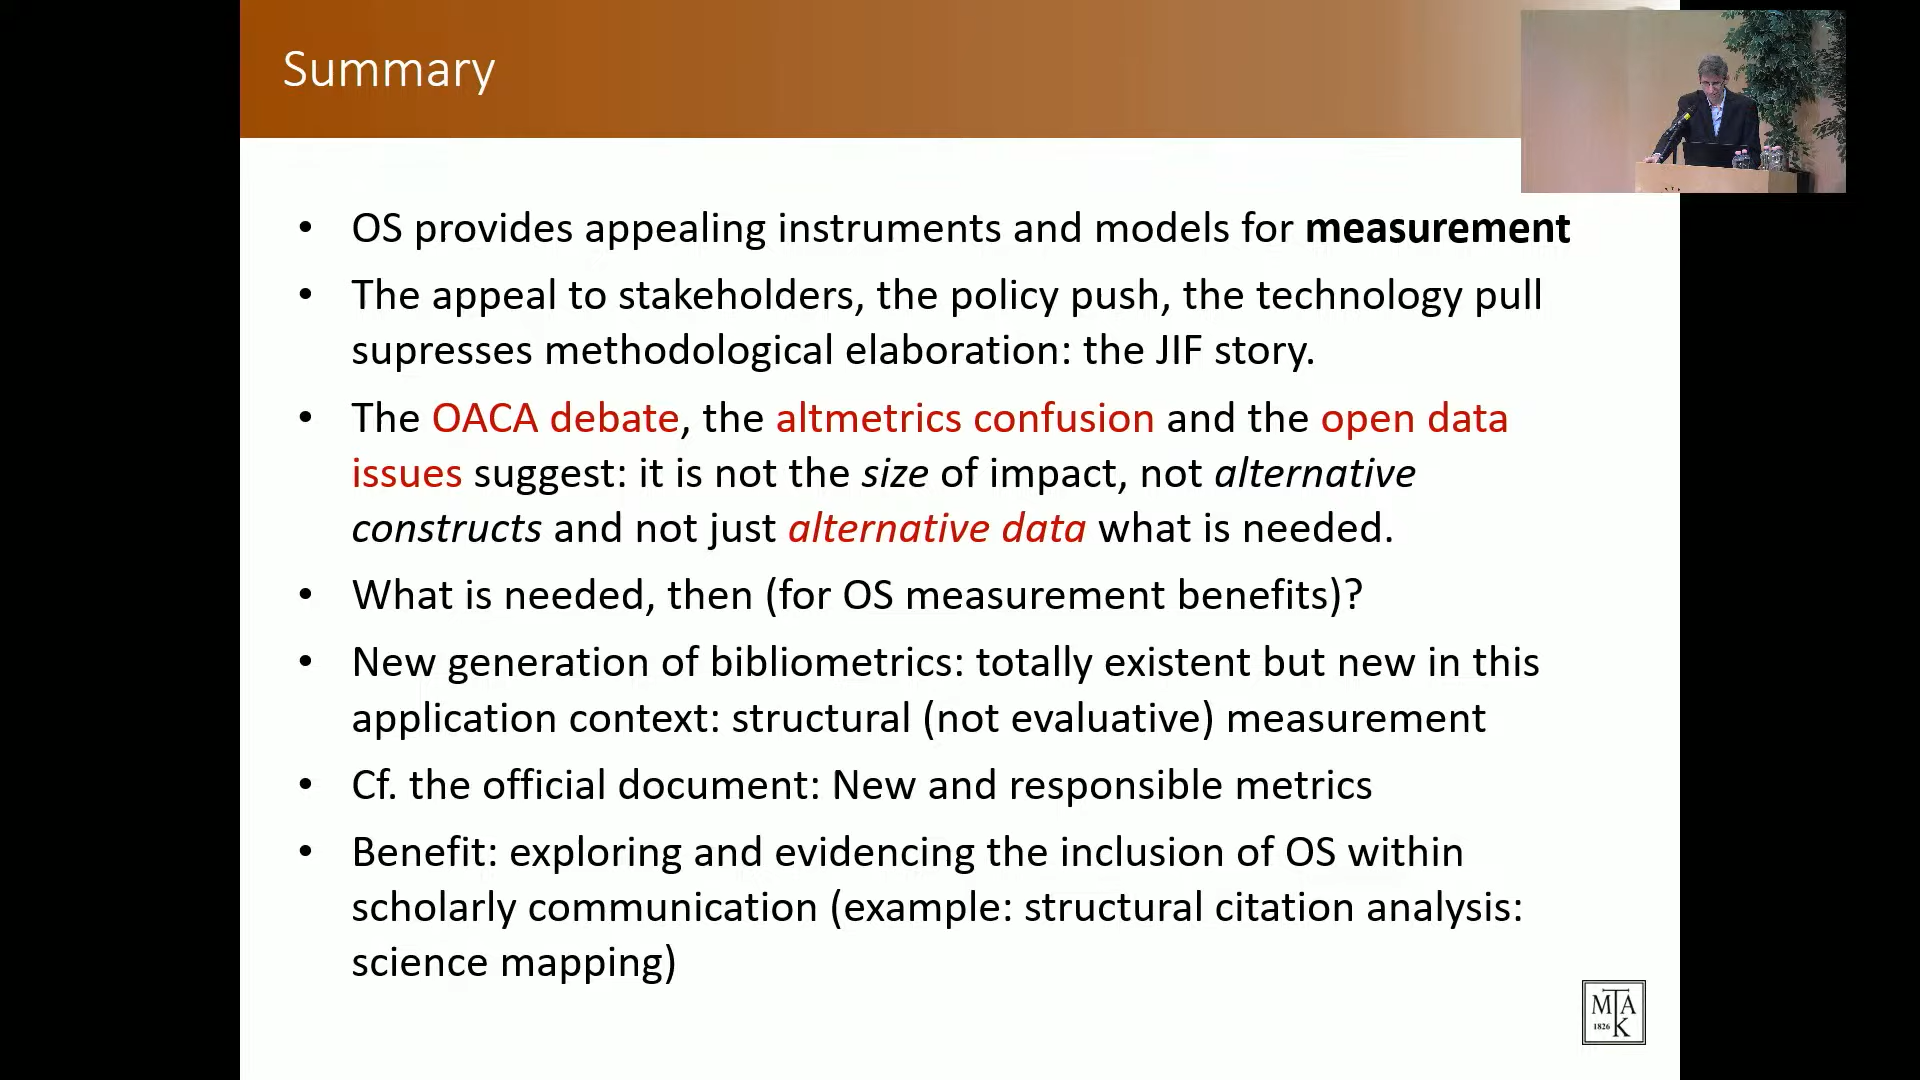 Summary
• OS provides appealing instruments and models for measurement
• The appeal to stakeholders, the policy push, the technology pull
supresses methodological elaboration: the JIF story.
• The OACA debate, the altmetrics confusion and the open data
issues suggest: it is not the size of impact, not alternative
constructs and not just alternative data what is needed.
• What is needed, then (for OS measurement benefits)?
• New generation of bibliometrics: totally existent but new in this
application context: structural (not evaluative) measurement
• Cf. the official document: New and responsible metrics
• Benefit: exploring and evidencing the inclusion of OS within
scholarly communication (example: structural citation analysis:
science mapping)
MTA
1826 K